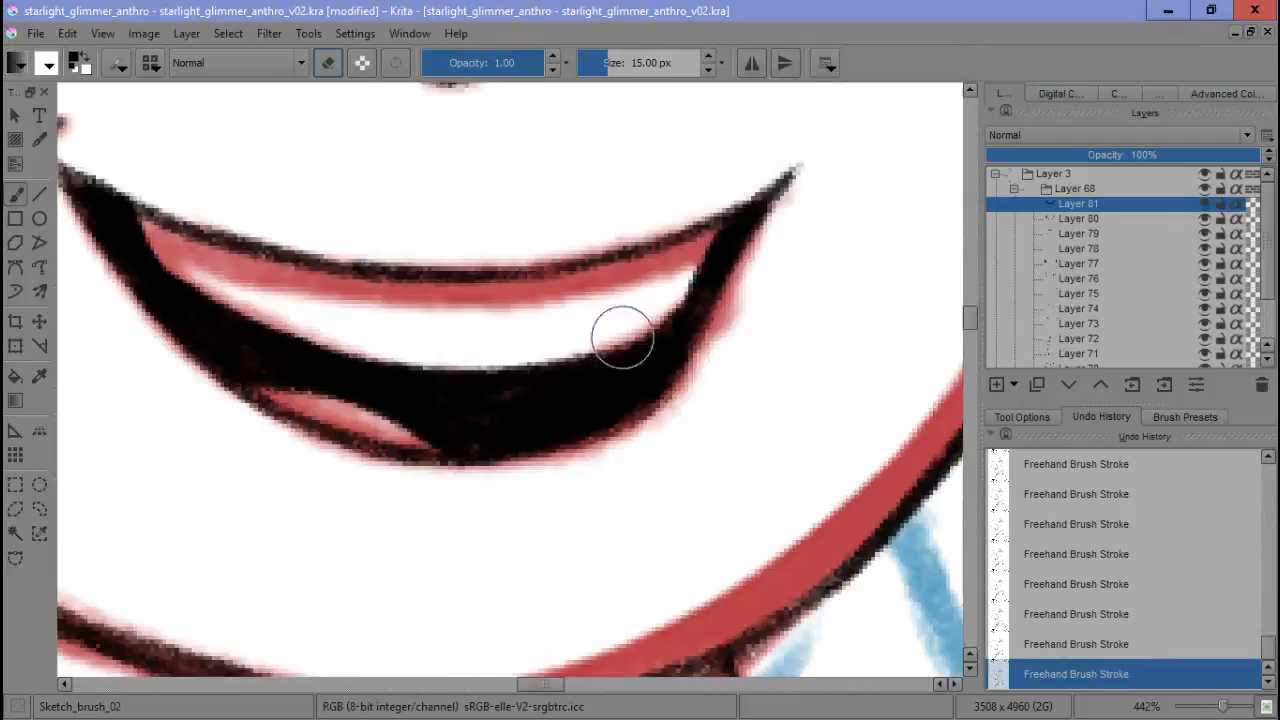 starlight_glimmer_anthro - starlight_glimmer_anthro_v02.kra [modified] – Krita - [starlight_glimmer_anthro - starlight_glimmer_anthro_v02.kra]
File Edit View Image Layer Select Filter Tools Settings Window Help
Normal Opacity: 1.00 Size: 15.00 px
T... L... Digital C... C... ... Advanced Col...
Layers
Normal
Opacity: 100%
Layer 3
Layer 68
Layer 81
Layer 80
Layer 79
Layer 78
Layer 77
Layer 76
Layer 75
Layer 74
Layer 73
Layer 72
Layer 71
Tool Options Undo History Brush Presets
Undo History
Freehand Brush Stroke
Freehand Brush Stroke
Freehand Brush Stroke
Freehand Brush Stroke
Freehand Brush Stroke
Freehand Brush Stroke
Freehand Brush Stroke
Freehand Brush Stroke
Sketch_brush_02 RGB (8-bit integer/channel) sRGB-elle-V2-srgbtrc.icc 3508 x 4960 (2G) 442%